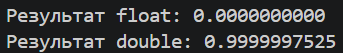 Результат float: 0.0000000000
Результат double: 0.9999997525